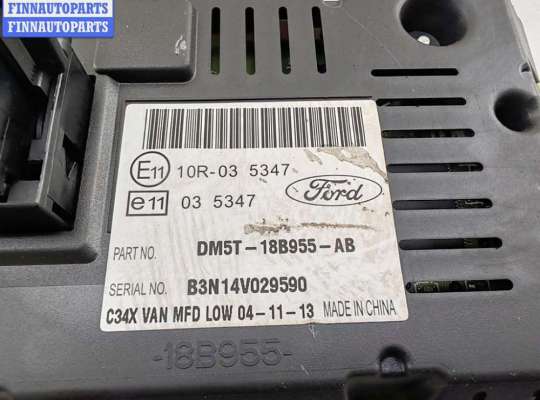 FINNAUTOPARTS
FINNAUTOPARTS
E11 10R-03 5347
e11 03 5347
Ford
PART NO. DM5T-18B955-AB
SERIAL NO. B3N14V029590
C34X VAN MFD LOW 04-11-13 MADE IN CHINA
-18B955-